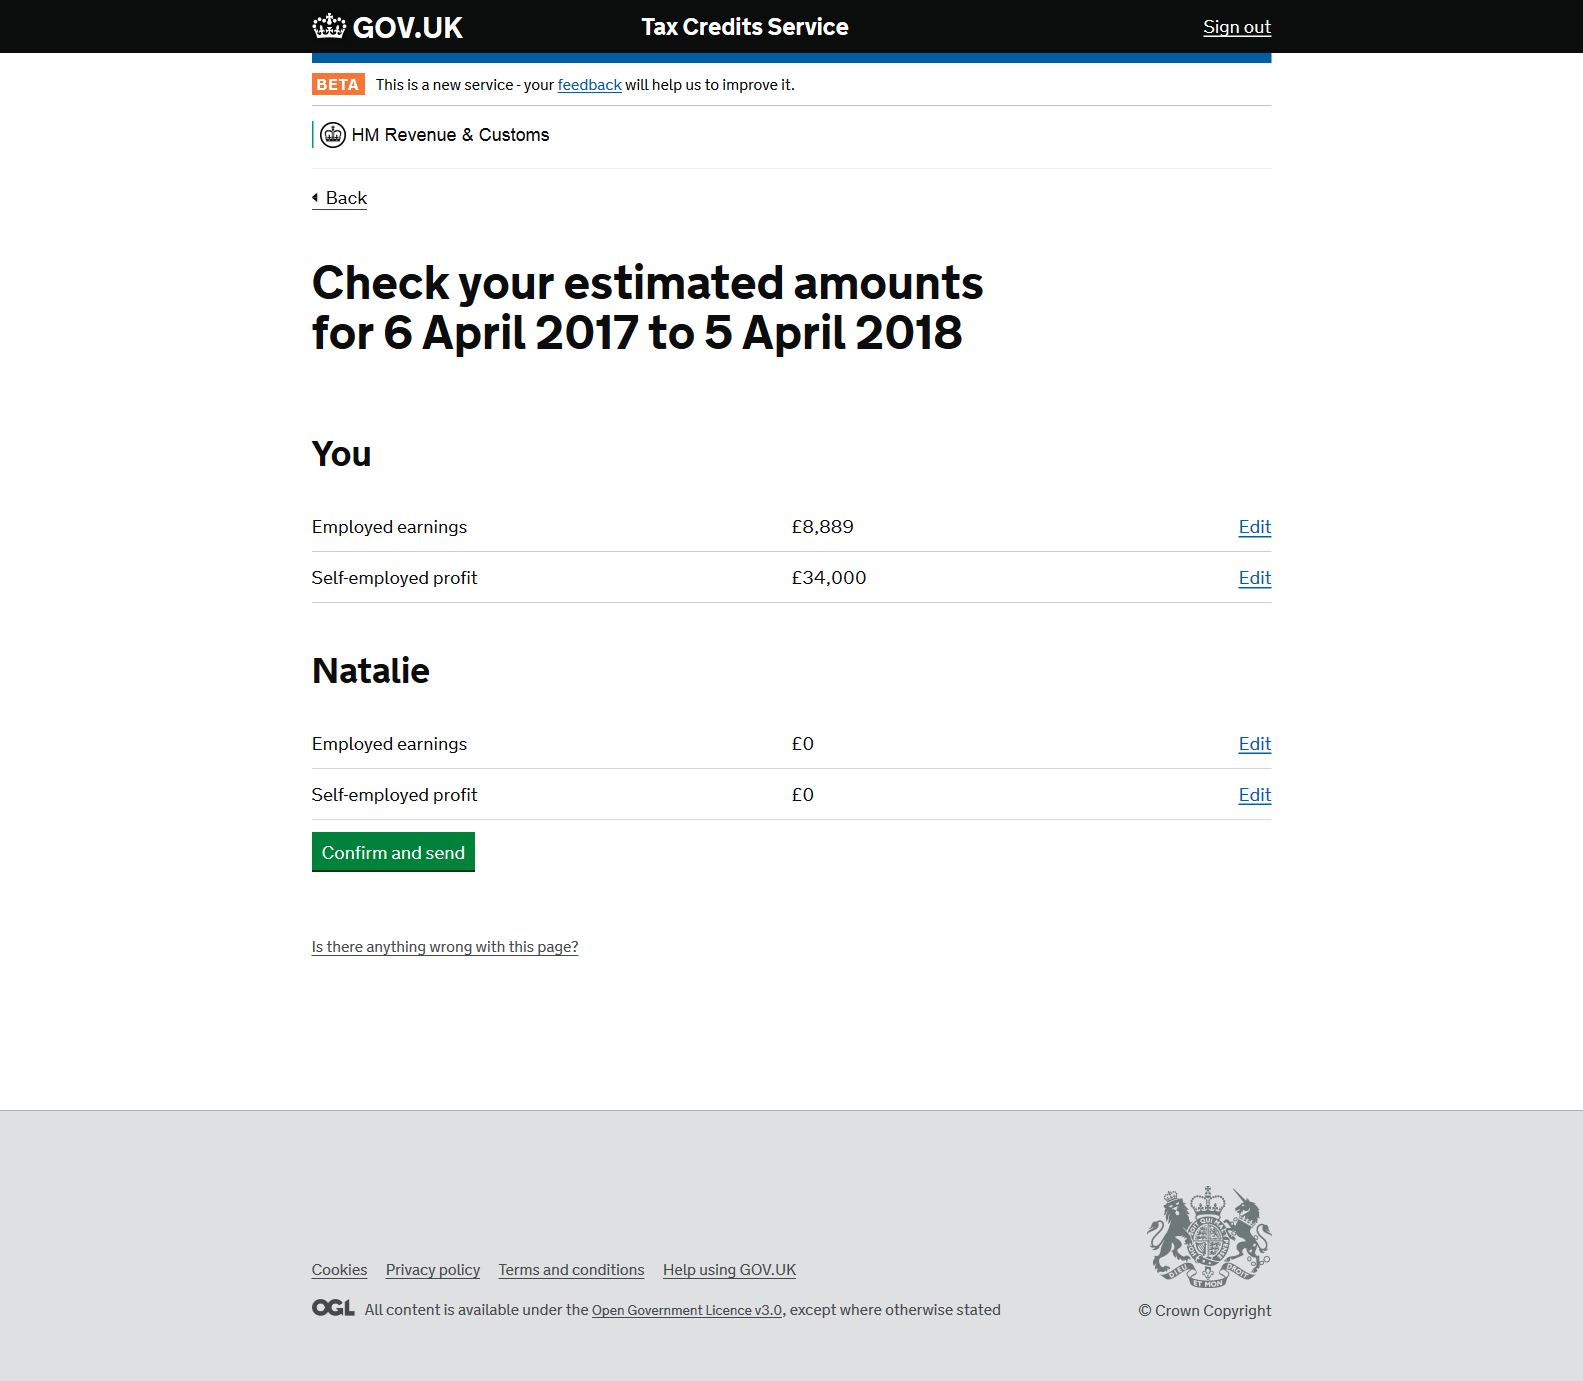 GOV.UK Tax Credits Service Sign out
BETA This is a new service - your feedback will help us to improve it.
HM Revenue & Customs
Back
Check your estimated amounts
for 6 April 2017 to 5 April 2018
You
Employed earnings £8,889 Edit
Self-employed profit £34,000 Edit
Natalie
Employed earnings £0 Edit
Self-employed profit £0 Edit
Confirm and send
Is there anything wrong with this page?
Cookies Privacy policy Terms and conditions Help using GOV.UK
OGL All content is available under the Open Government Licence v3.0, except where otherwise stated
© Crown Copyright